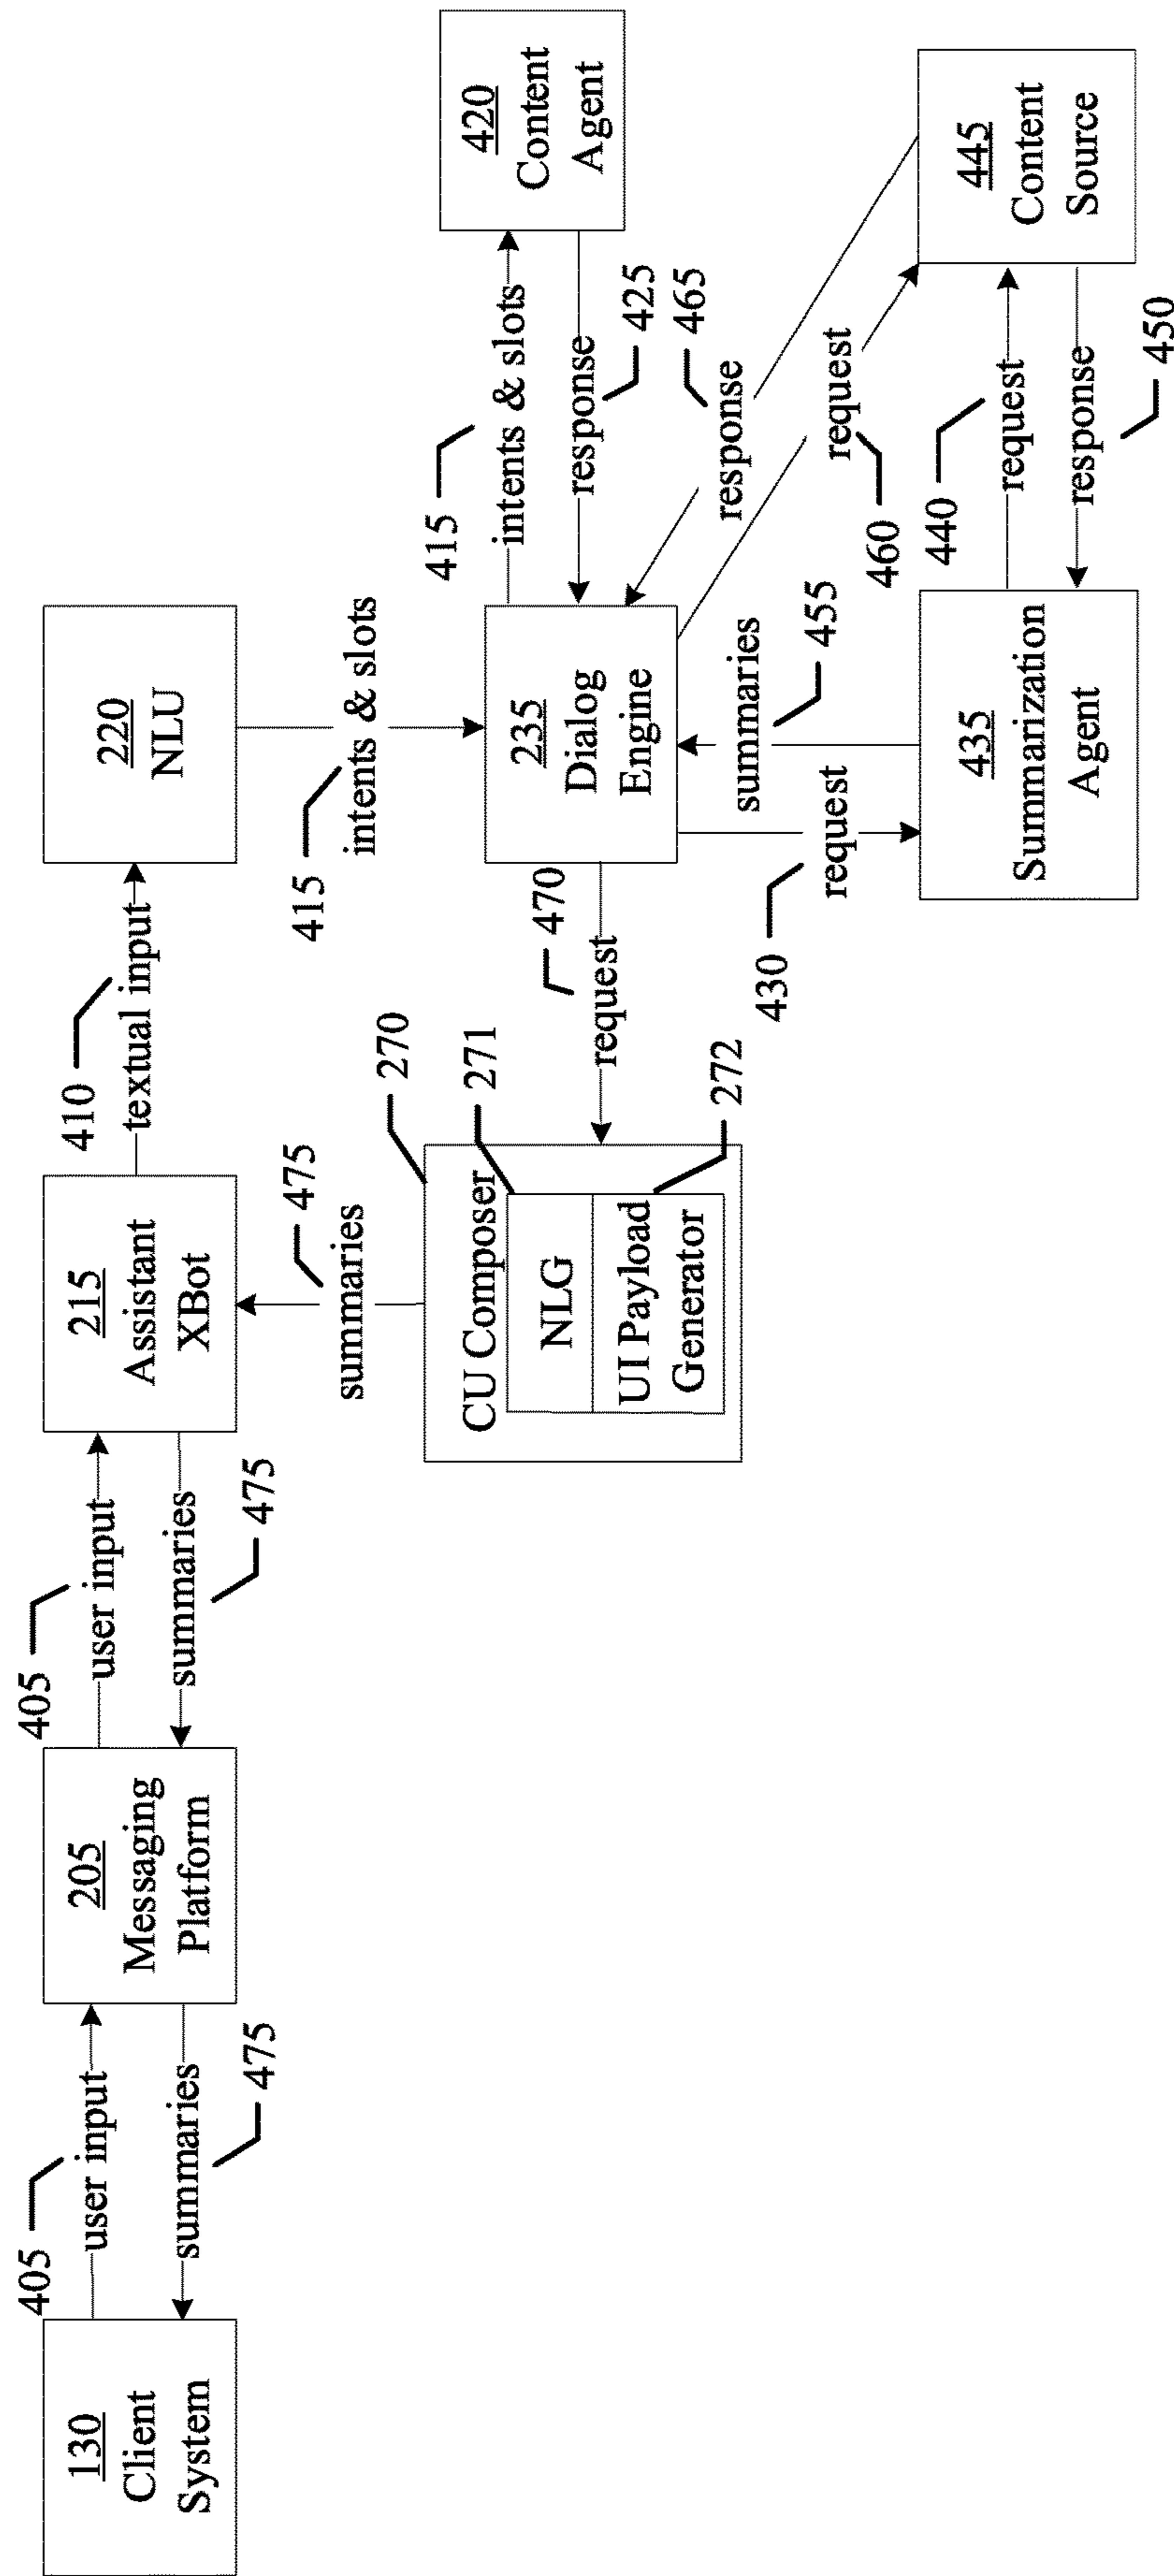 130
Client
System
405
user input
summaries
475
205
Messaging
Platform
405
user input
summaries
475
215
Assistant
XBot
410
textual input
220
NLU
475
summaries
415
intents & slots
270
CU Composer
271
NLG
272
UI Payload
Generator
470
request
235
Dialog
Engine
415
intents & slots
response
425
420
Content
Agent
430
request
summaries
455
response
465
request
460
435
Summarization
Agent
440
request
response
450
445
Content
Source